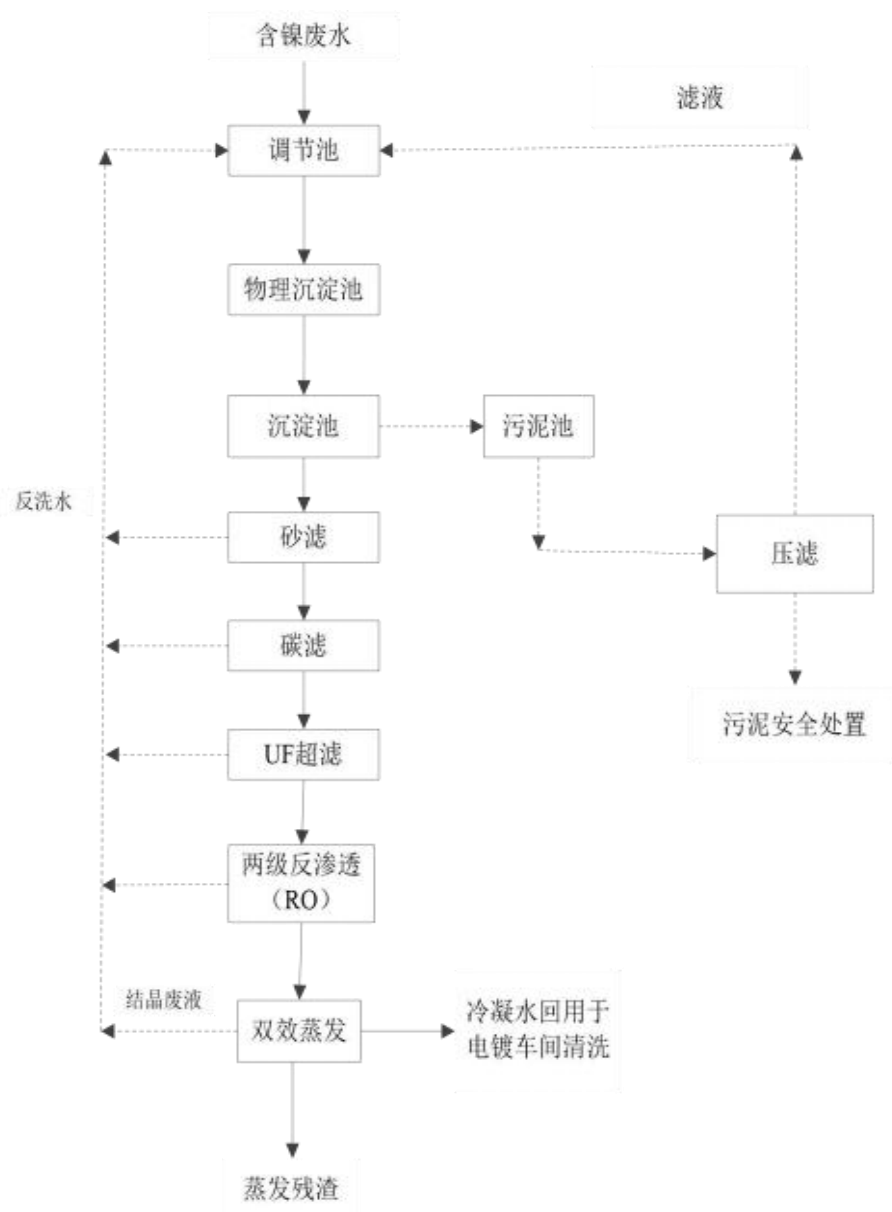 含镍废水
滤液
调节池
物理沉淀池
沉淀池
污泥池
反洗水
砂滤
压滤
碳滤
污泥安全处置
UF超滤
两级反渗透
（RO）
结晶废液
双效蒸发
冷凝水回用于
电镀车间清洗
蒸发残渣